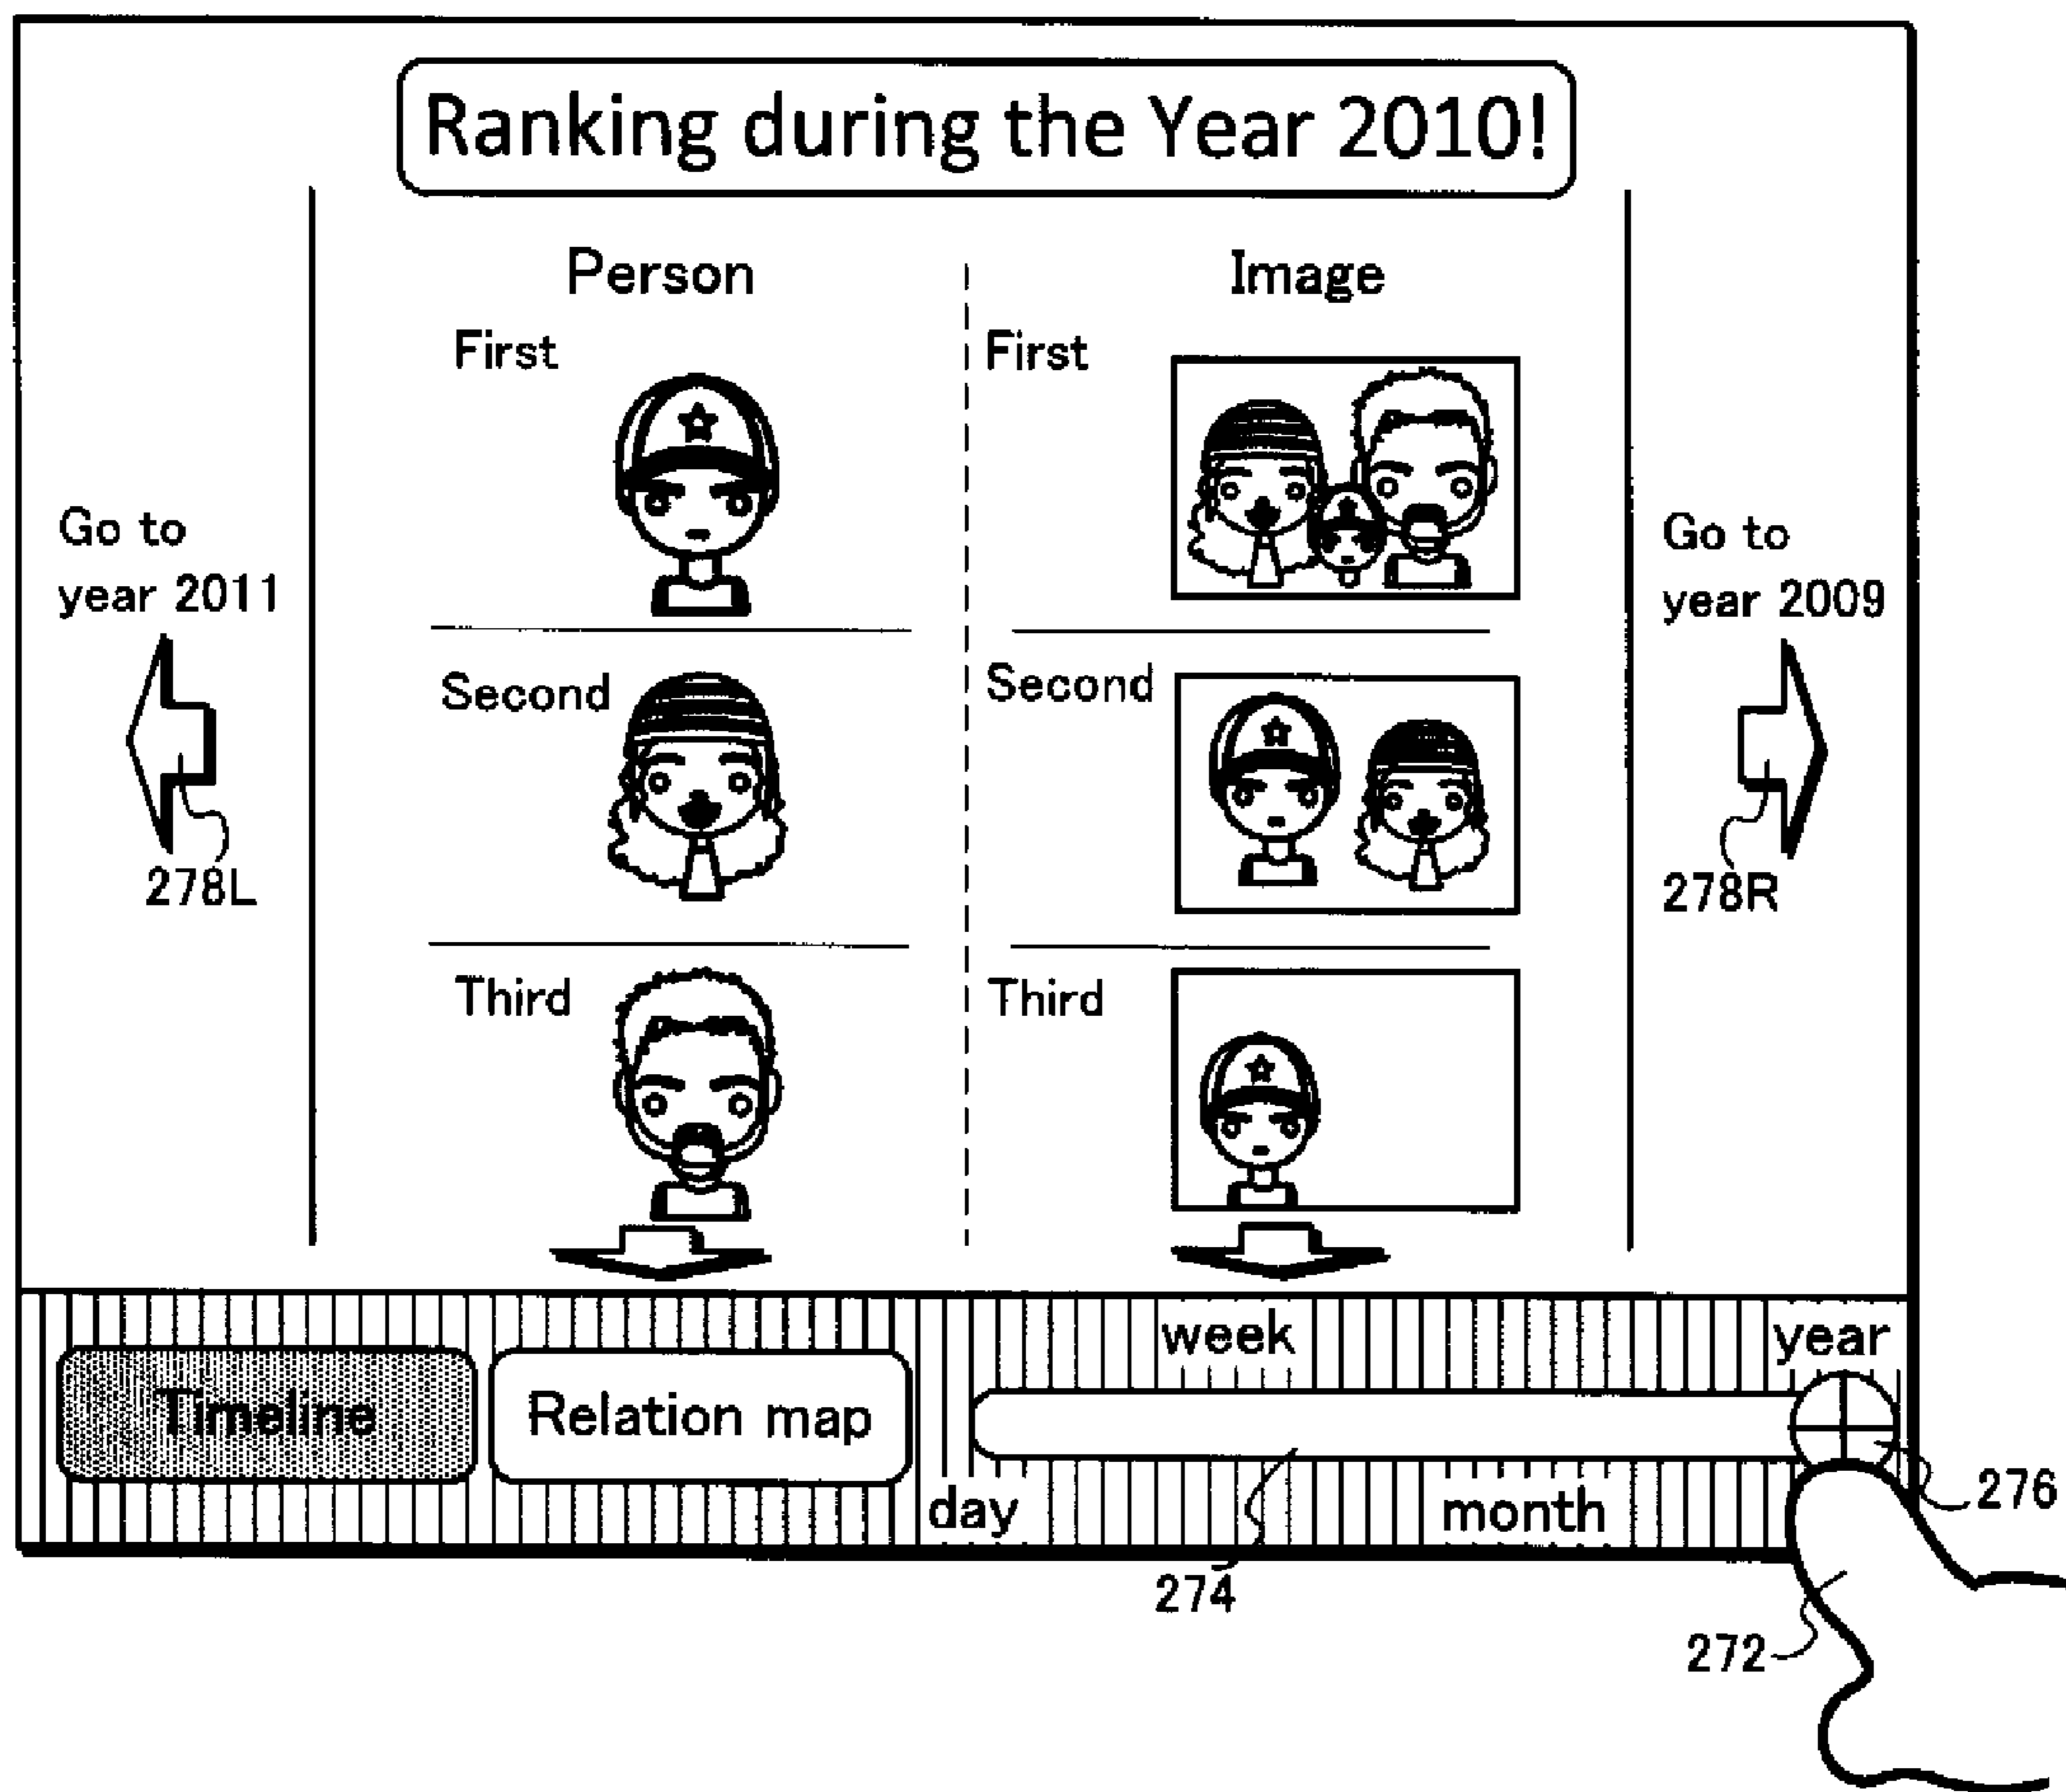 Ranking during the Year 2010!
Person
Image
First
First
Go to
year 2011
Go to
year 2009
Second
Second
278L
278R
Third
Third
week
year
Timeline
Relation map
day
month
276
274
272